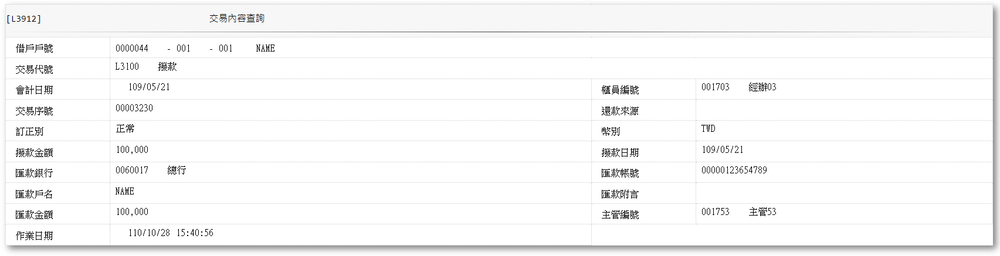 [L3912] 交易內容查詢
借戶戶號 0000044 - 001 - 001 NAME
交易代號 L3100 撥款
會計日期 109/05/21 櫃員編號 001703 經辦03
交易序號 00003230 還款來源
訂正別 正常 幣別 TWD
撥款金額 100,000 撥款日期 109/05/21
匯款銀行 0060017 總行 匯款帳號 00000123654789
匯款戶名 NAME 匯款附言
匯款金額 100,000 主管編號 001753 主管53
作業日期 110/10/28 15:40:56